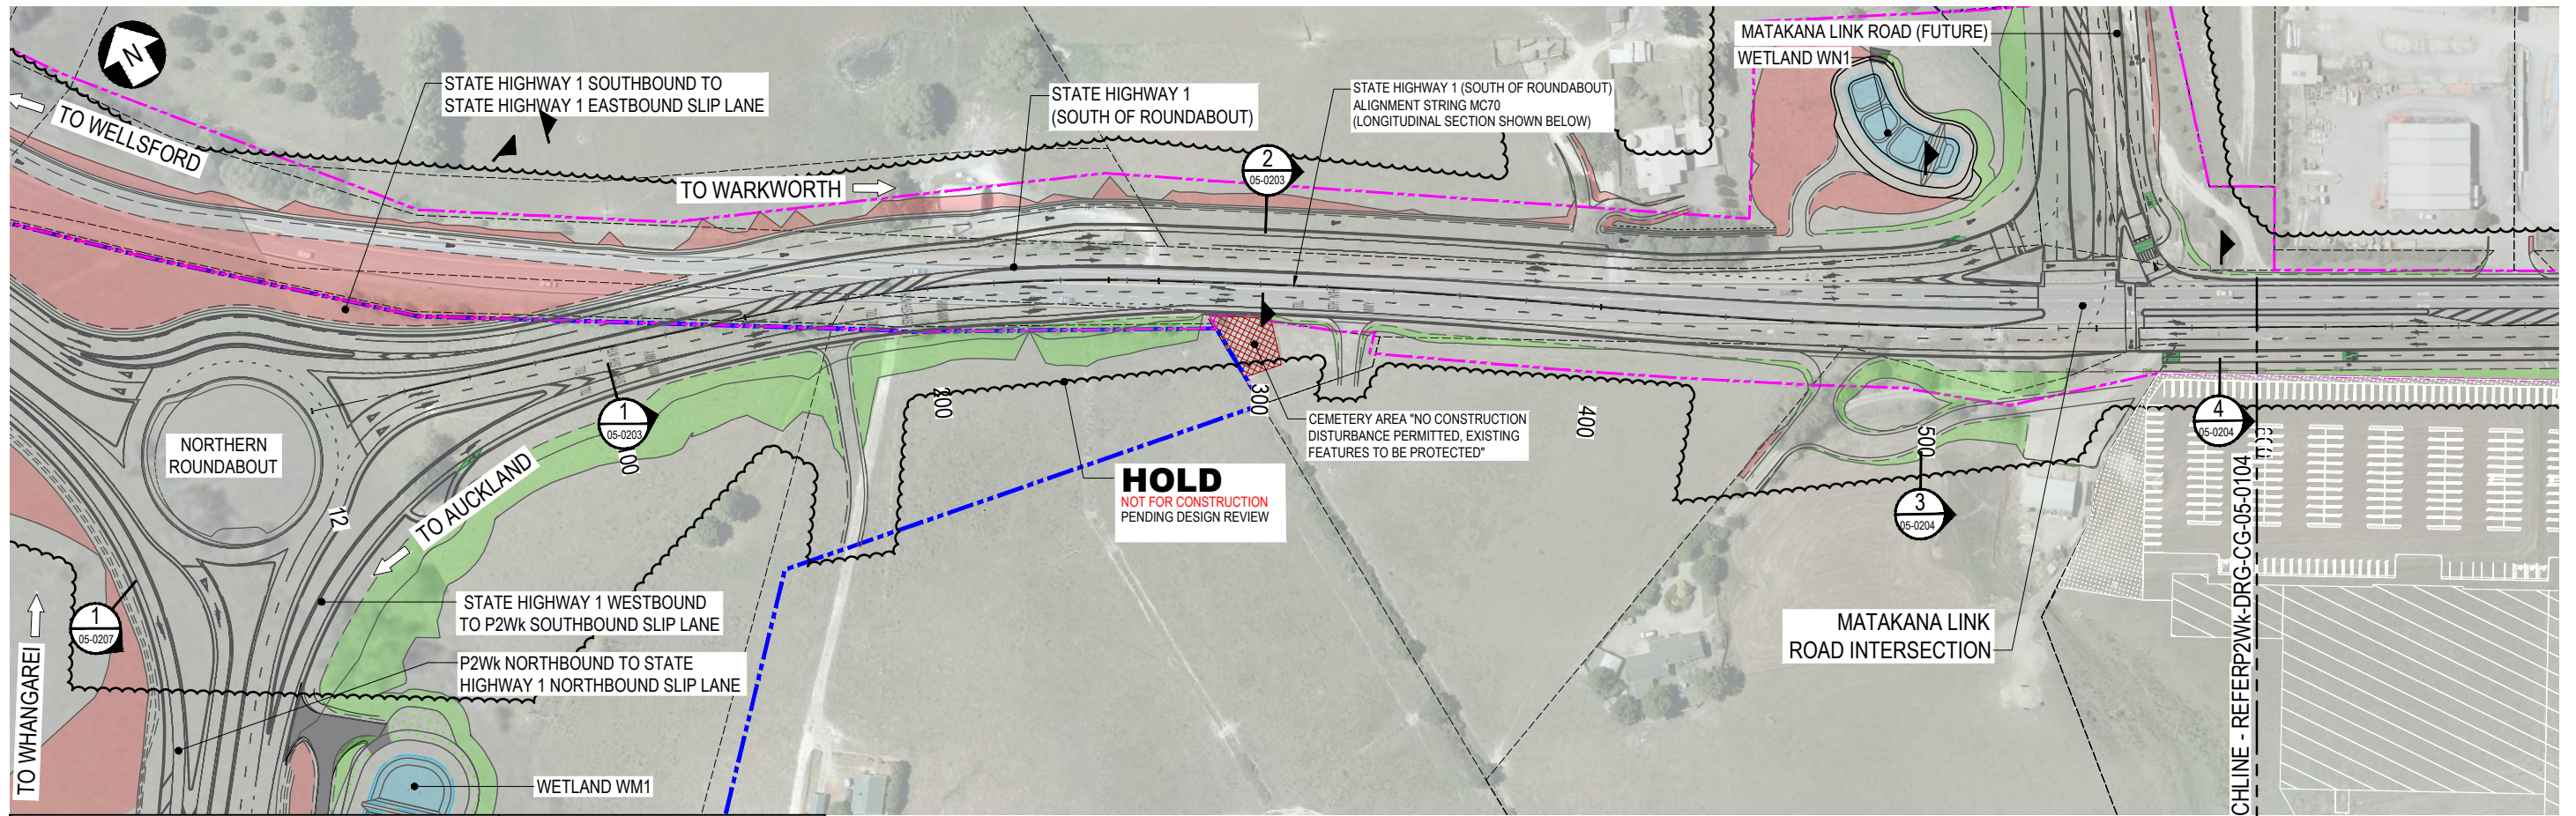 N
STATE HIGHWAY 1 SOUTHBOUND TO
STATE HIGHWAY 1 EASTBOUND SLIP LANE
TO WELLSFORD
STATE HIGHWAY 1
(SOUTH OF ROUNDABOUT)
STATE HIGHWAY 1 (SOUTH OF ROUNDABOUT)
ALIGNMENT STRING MC70
(LONGITUDINAL SECTION SHOWN BELOW)
MATAKANA LINK ROAD (FUTURE)
WETLAND WN1
TO WARKWORTH
2
05-0203
1
05-0203
200
300
400
500
4
05-0204
3
05-0204
CEMETERY AREA "NO CONSTRUCTION
DISTURBANCE PERMITTED, EXISTING
FEATURES TO BE PROTECTED"
NORTHERN
ROUNDABOUT
12
TO AUCKLAND
HOLD
NOT FOR CONSTRUCTION
PENDING DESIGN REVIEW
STATE HIGHWAY 1 WESTBOUND
TO P2Wk SOUTHBOUND SLIP LANE
1
05-0207
TO WHANGAREI
P2Wk NORTHBOUND TO STATE
HIGHWAY 1 NORTHBOUND SLIP LANE
WETLAND WM1
MATAKANA LINK
ROAD INTERSECTION
CHLINE - REFERP2Wk-DRG-CG-05-0104